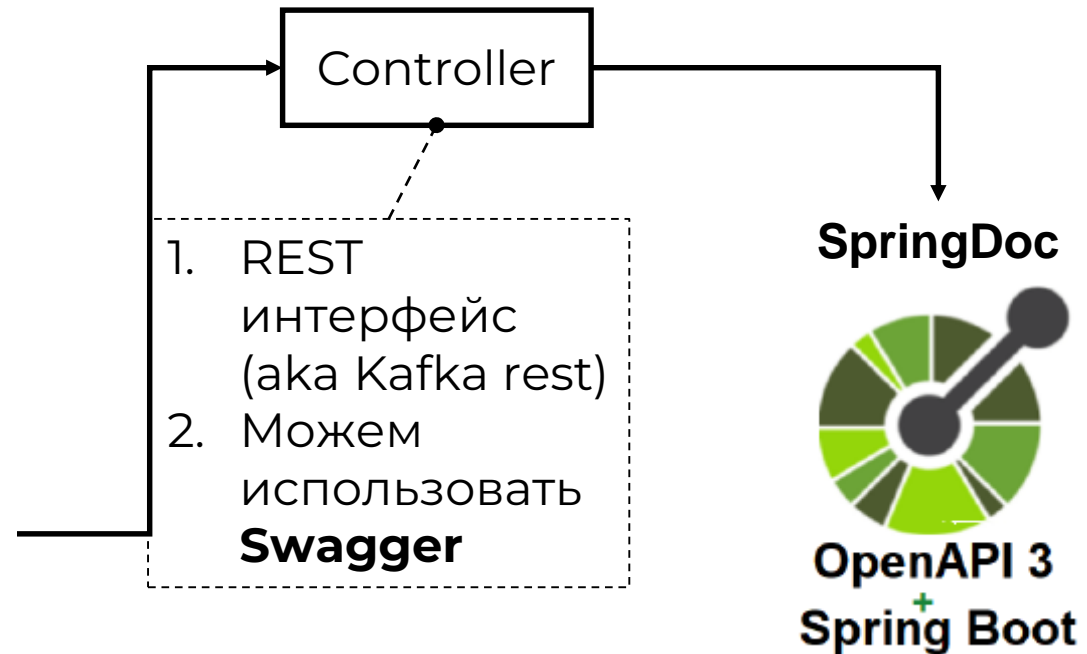 Controller
1. REST
интерфейс
(aka Kafka rest)
2. Можем
использовать
Swagger
SpringDoc
OpenAPI 3
+
Spring Boot